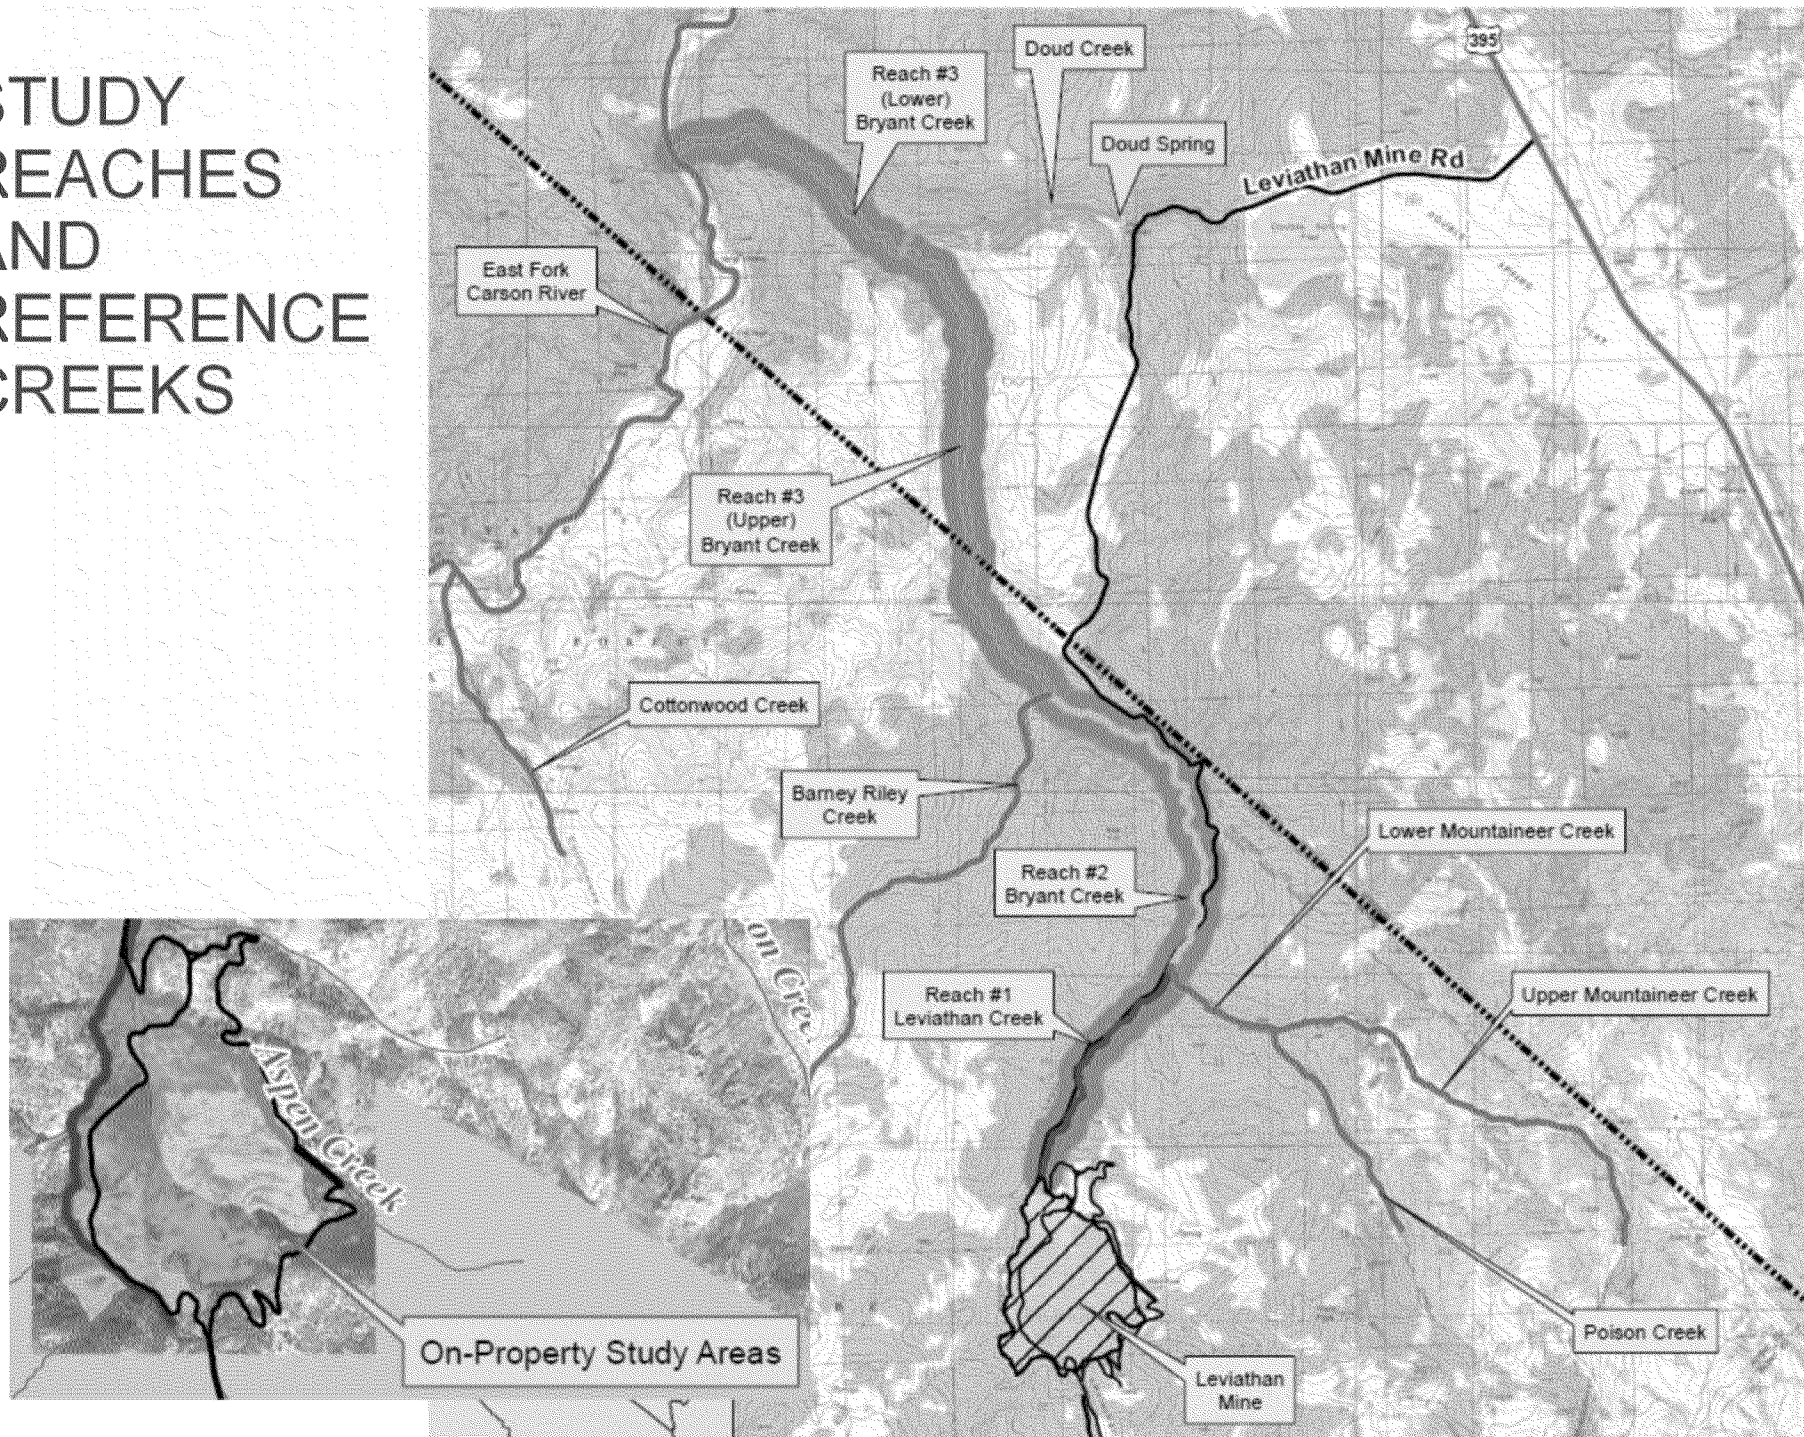 STUDY
REACHES
AND
REFERENCE
CREEKS
395
Doud Creek
Reach #3
(Lower)
Bryant Creek
Doud Spring
Leviathan Mine Rd
East Fork
Carson River
Reach #3
(Upper)
Bryant Creek
Cottonwood Creek
Barney Riley
Creek
Lower Mountaineer Creek
Reach #2
Bryant Creek
on Cree
Reach #1
Leviathan Creek
Upper Mountaineer Creek
Aspen Creek
Poison Creek
On-Property Study Areas
Leviathan
Mine